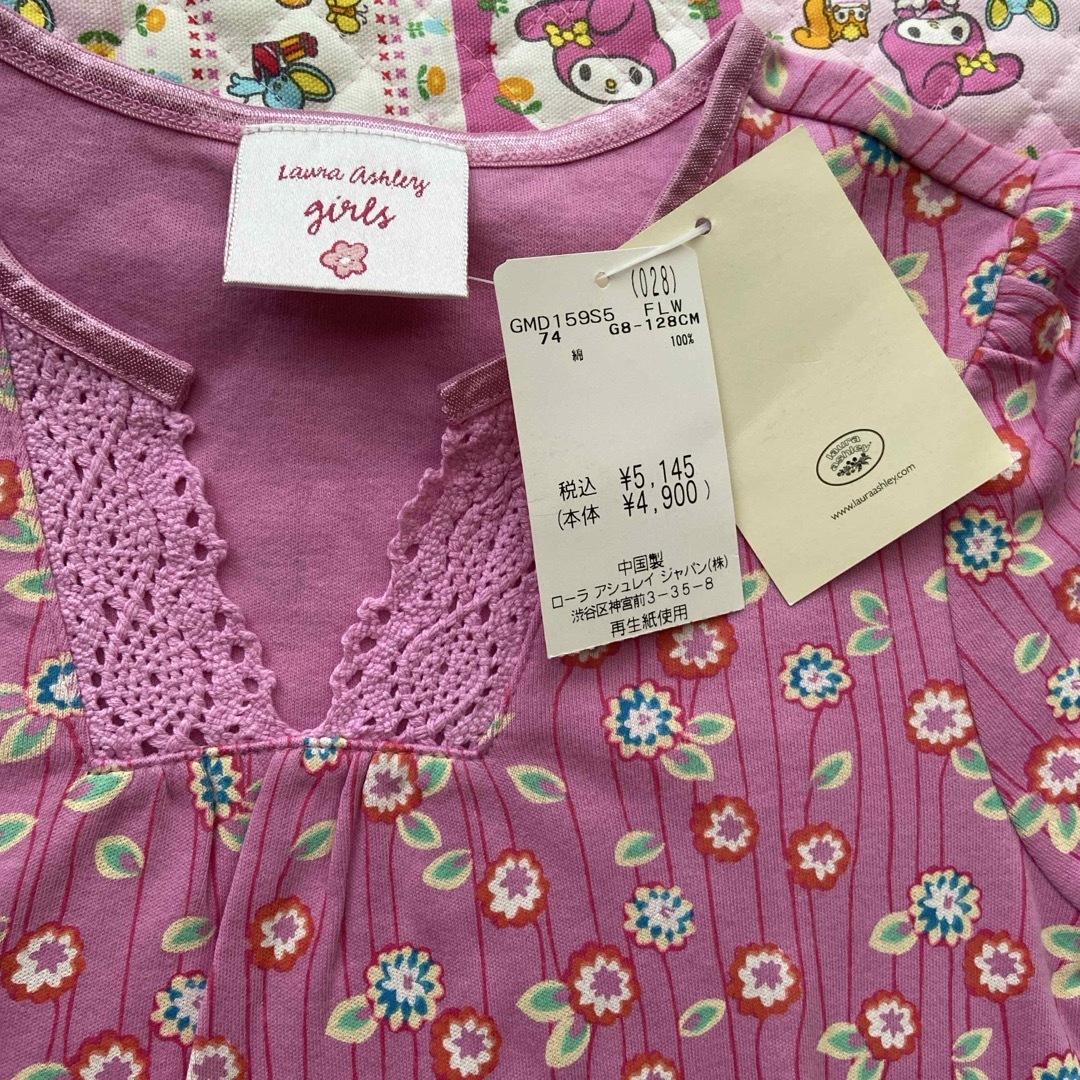 Laura Ashley
girls
(028)
GMD159S5 FLW
74 G8-128CM
綿 100%
税込 ¥5,145
(本体 ¥4,900)
中国製
ローラ アシュレイ ジャパン(株)
渋谷区神宮前3-35-8
再生紙使用
laura
ashley
www.lauraashley.com